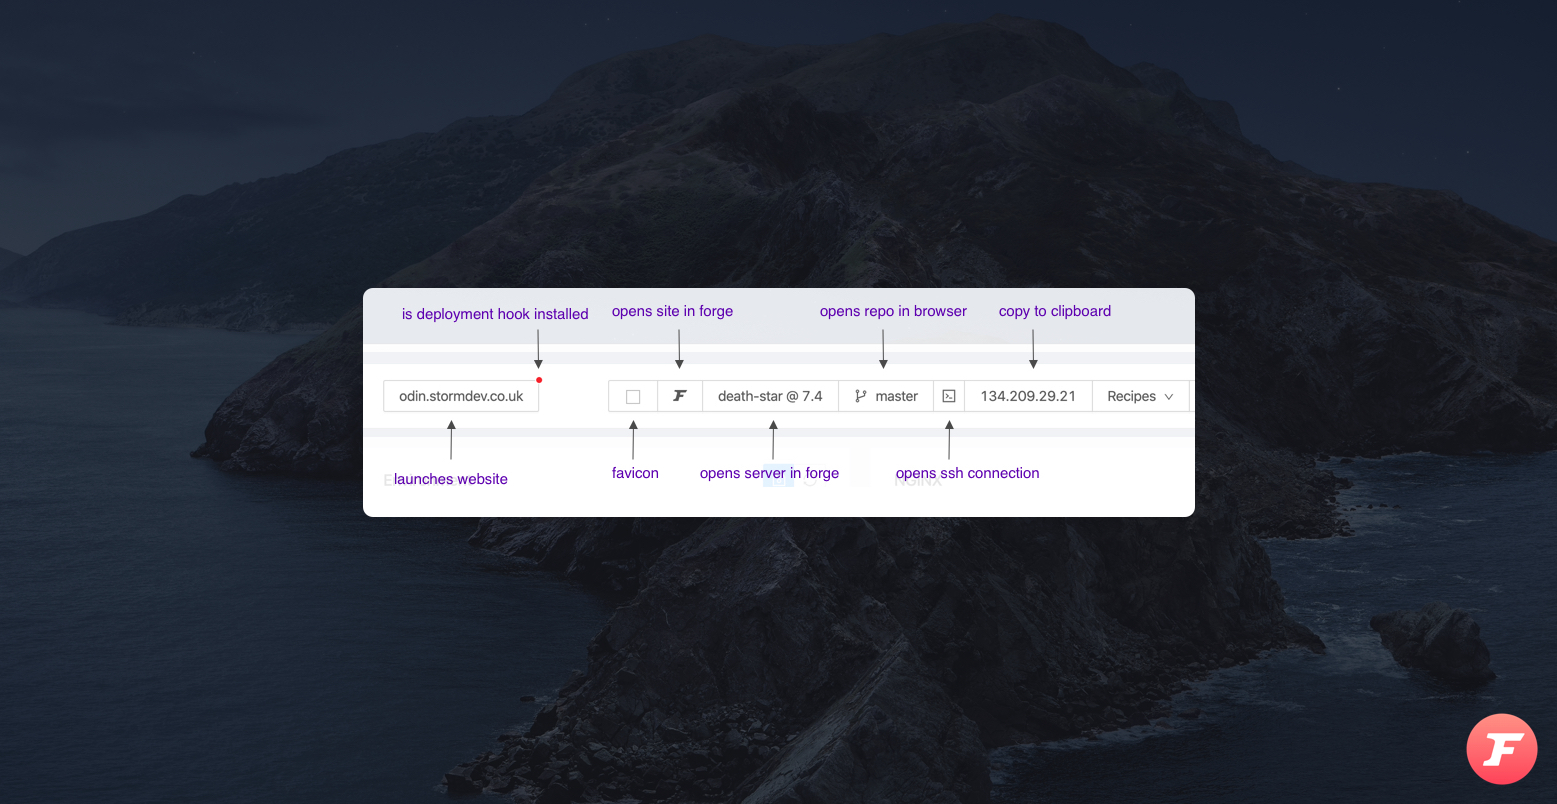 is deployment hook installed
opens site in forge
opens repo in browser
copy to clipboard
odin.stormdev.co.uk
F
death-star @ 7.4
master
134.209.29.21
Recipes
launches website
favicon
opens server in forge
opens ssh connection
NGINX
F